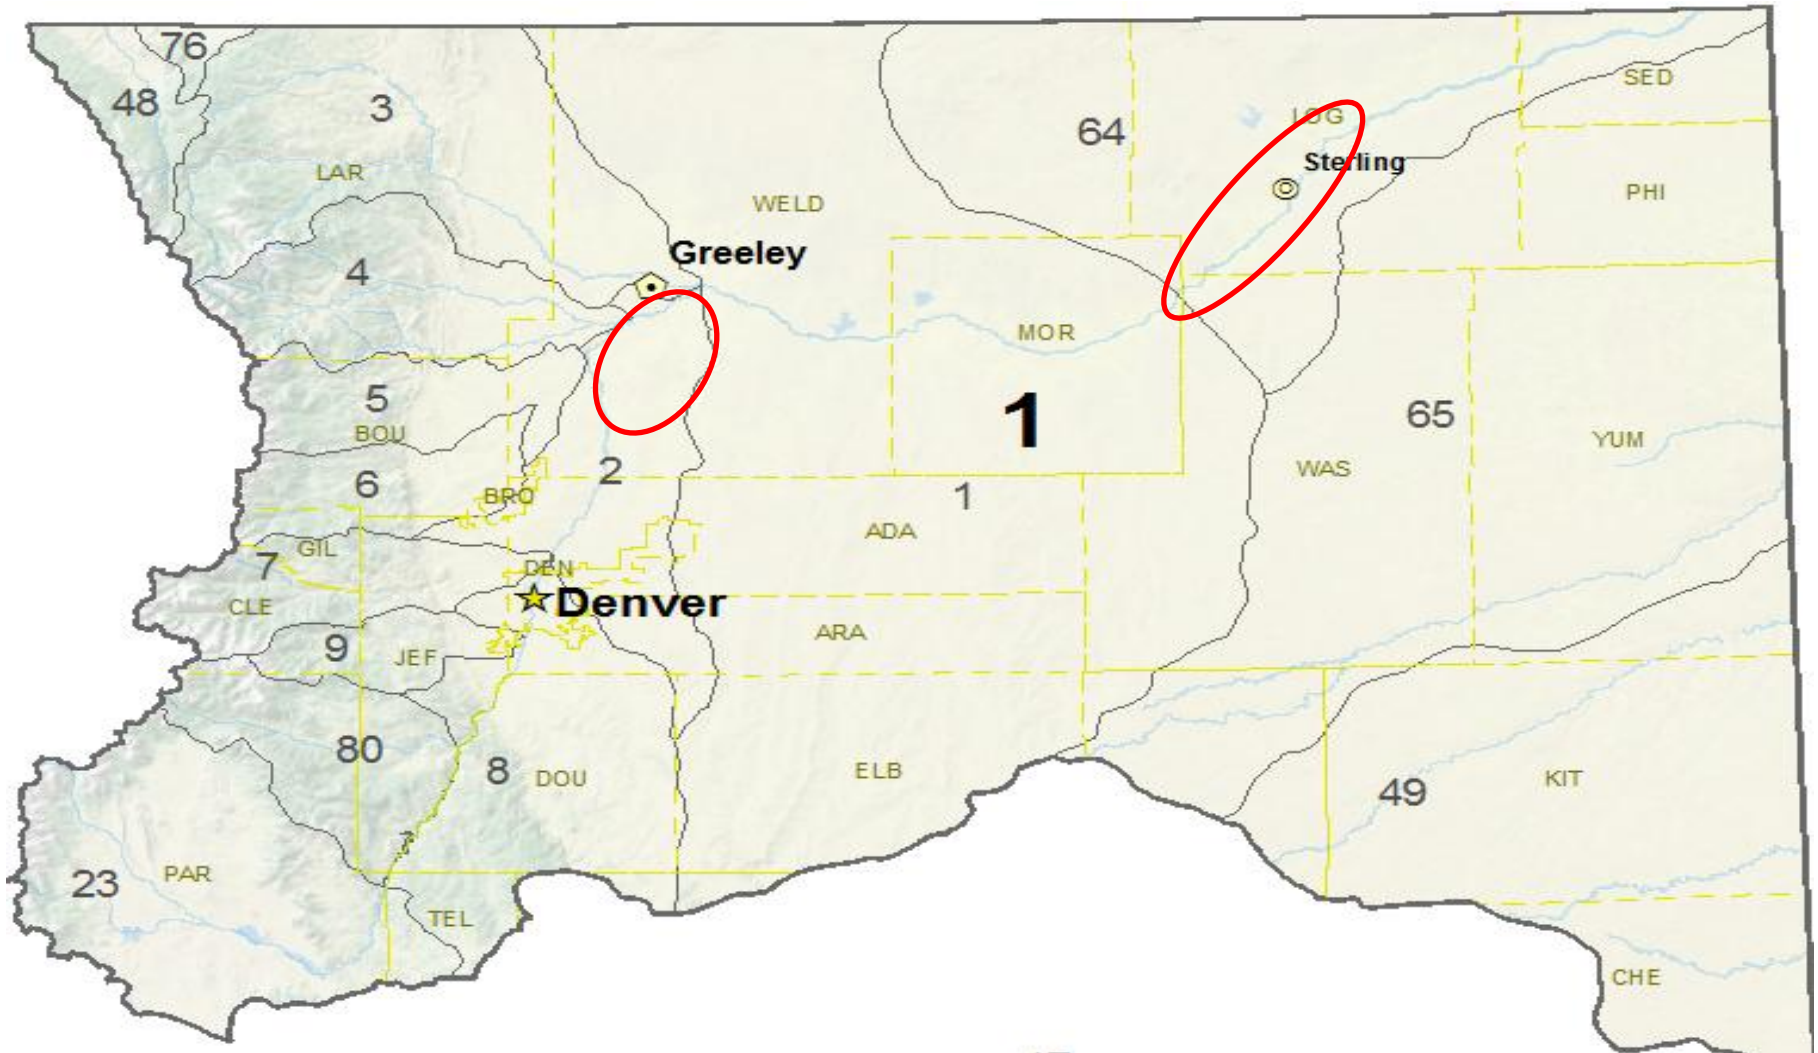 76
SED
48
3
LOG
64
Sterling
LAR
PHI
WELD
Greeley
4
MOR
5
1
65
BOU
YUM
2
WAS
6
BRO
1
ADA
GIL
7
DEN
CLE
Denver
ARA
9
JEF
80
8
DOU
ELB
49
KIT
PAR
23
TEL
CHE